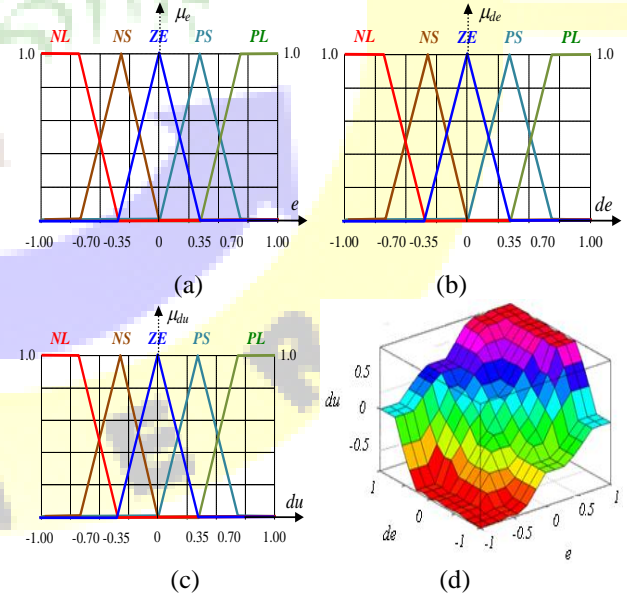 μe
NL NS ZE PS PL
1.0 1.0
e
-1.00 -0.70 -0.35 0 0.35 0.70 1.00
(a)
μde
NL NS ZE PS PL
1.0 1.0
de
-1.00 -0.70 -0.35 0 0.35 0.70 1.00
(b)
μdu
NL NS ZE PS PL
1.0 1.0
du
-1.00 -0.70 -0.35 0 0.35 0.70 1.00
(c)
0.5
du 0
-0.5
1 0 -1
de
-1 -0.5 0 0.5 1
e
(d)